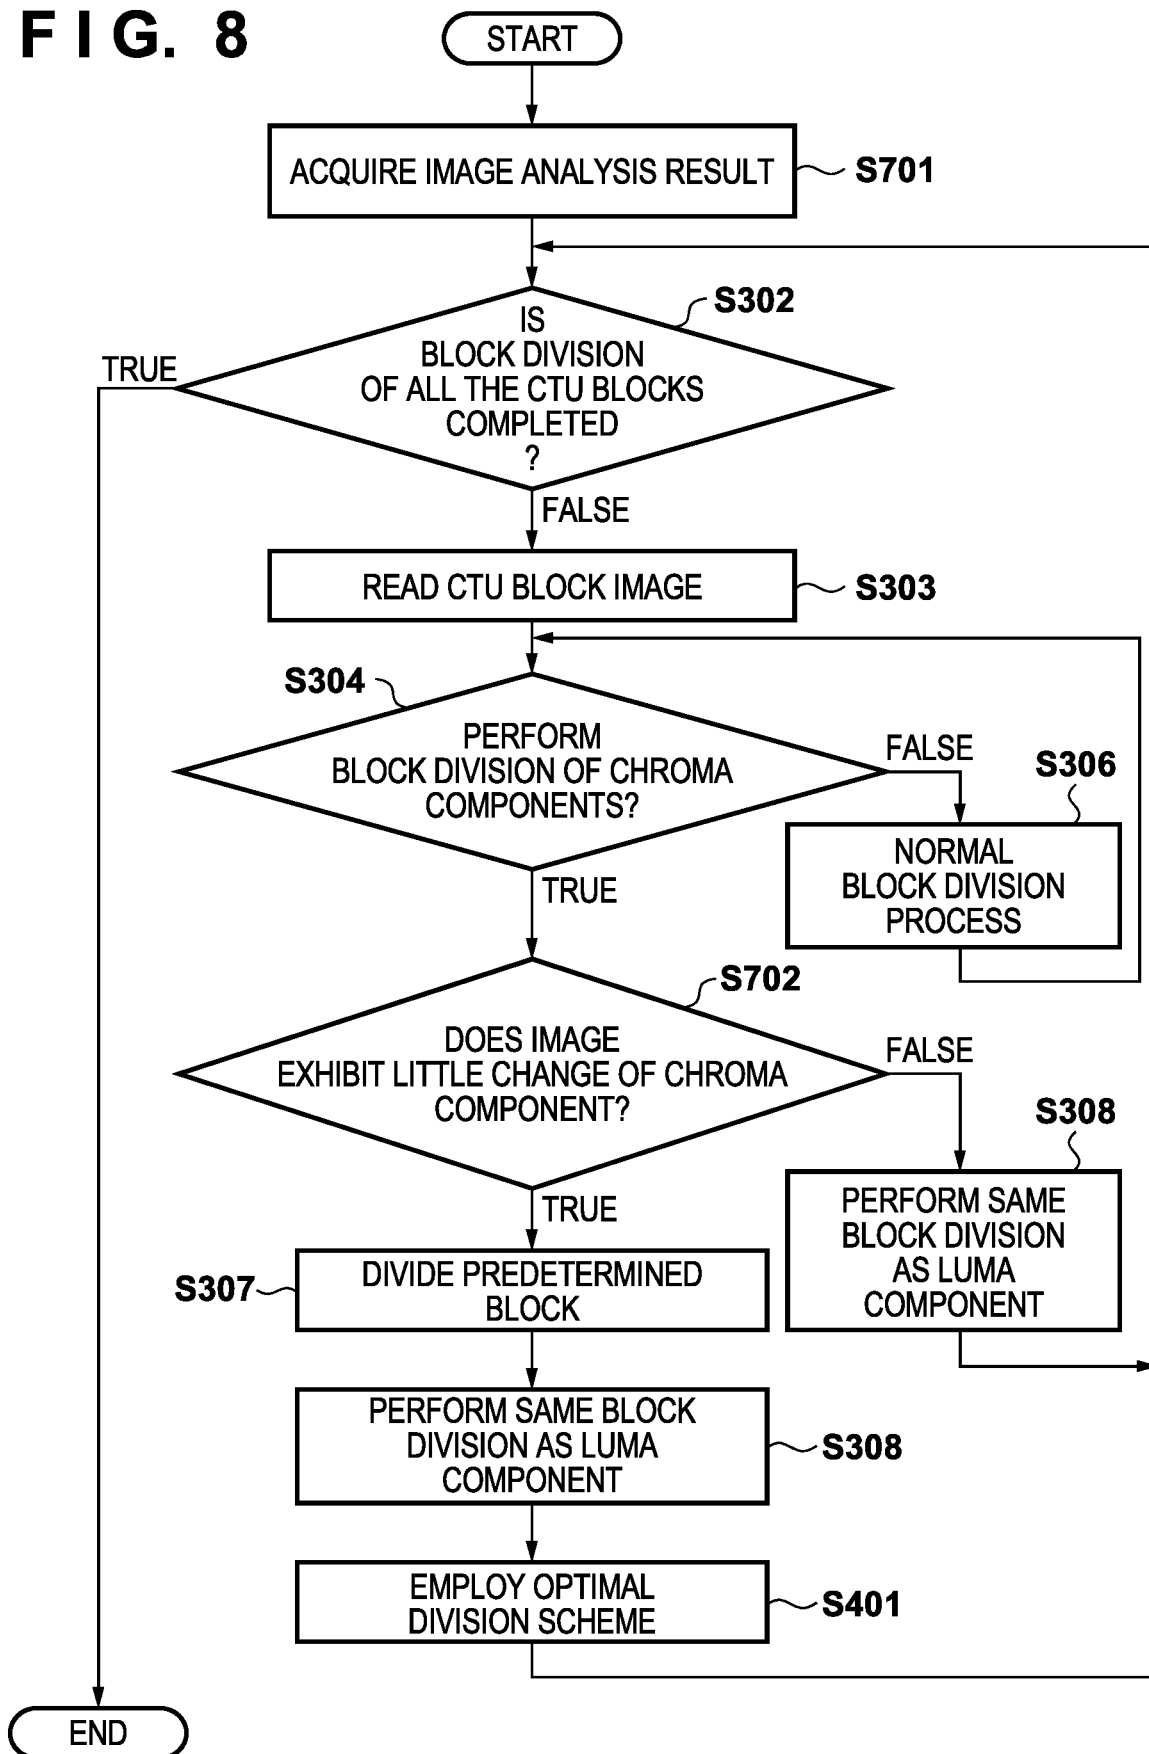 FIG. 8
START
ACQUIRE IMAGE ANALYSIS RESULT
S701
S302
IS
BLOCK DIVISION
OF ALL THE CTU BLOCKS
COMPLETED
?
TRUE
FALSE
READ CTU BLOCK IMAGE
S303
S304
PERFORM
BLOCK DIVISION OF CHROMA
COMPONENTS?
FALSE
S306
NORMAL
BLOCK DIVISION
PROCESS
TRUE
S702
DOES IMAGE
EXHIBIT LITTLE CHANGE OF CHROMA
COMPONENT?
FALSE
S308
PERFORM SAME
BLOCK DIVISION
AS LUMA
COMPONENT
TRUE
S307
DIVIDE PREDETERMINED
BLOCK
PERFORM SAME BLOCK
DIVISION AS LUMA
COMPONENT
S308
EMPLOY OPTIMAL
DIVISION SCHEME
S401
END